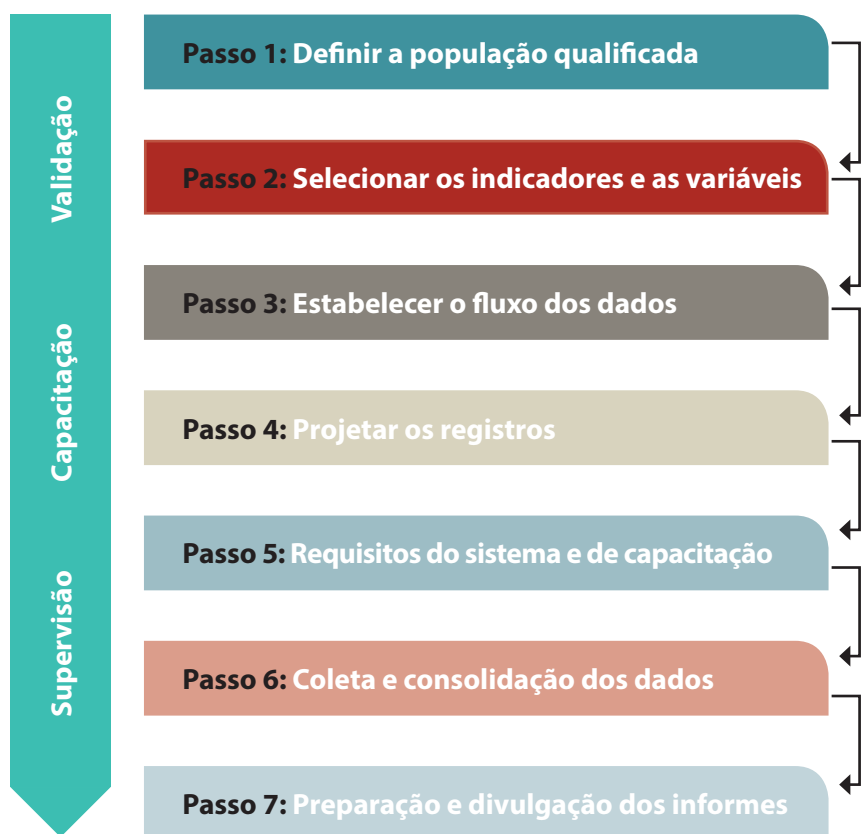 Validação
Capacitação
Supervisão
Passo 1: Definir a população qualificada
Passo 2: Selecionar os indicadores e as variáveis
Passo 3: Estabelecer o fluxo dos dados
Passo 4: Projetar os registros
Passo 5: Requisitos do sistema e de capacitação
Passo 6: Coleta e consolidação dos dados
Passo 7: Preparação e divulgação dos informes